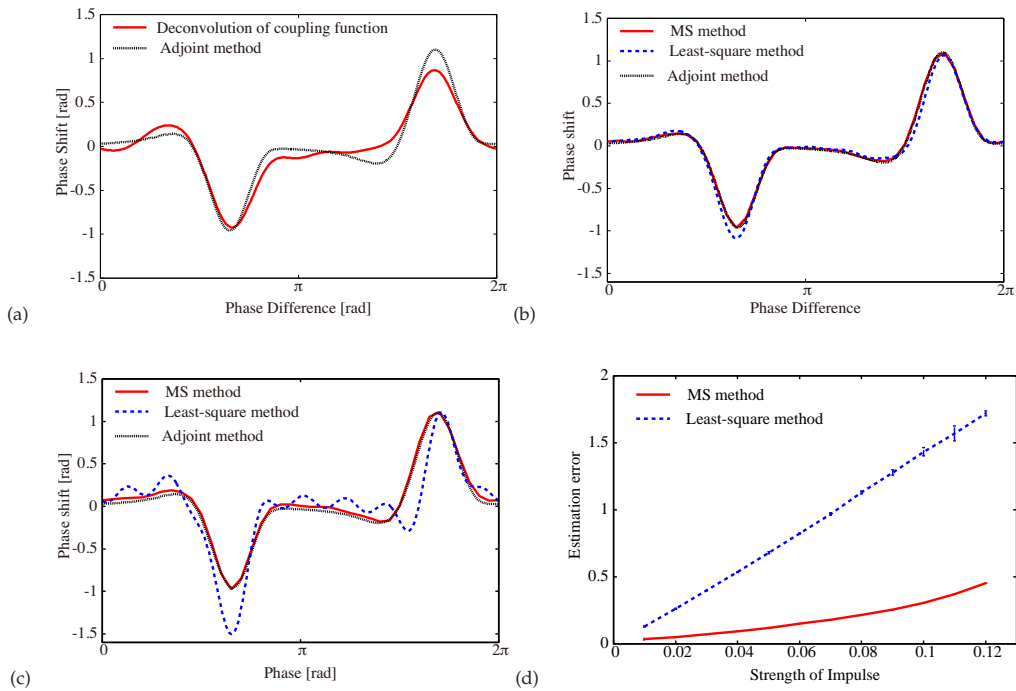 Deconvolution of coupling function
Adjoint method
1.5
1
0.5
0
-0.5
-1
-1.5
0
π
2π
Phase Shift [rad]
Phase Difference [rad]
(a)
MS method
Least-square method
Adjoint method
1.5
1
0.5
0
-0.5
-1
-1.5
0
π
2π
Phase shift
Phase Difference
(b)
MS method
Least-square method
Adjoint method
1.5
1
0.5
0
-0.5
-1
-1.5
0
π
2π
Phase shift [rad]
Phase [rad]
(c)
MS method
Least-square method
2
1.5
1
0.5
0
0
0.02
0.04
0.06
0.08
0.1
0.12
Estimation error
Strength of Impulse
(d)